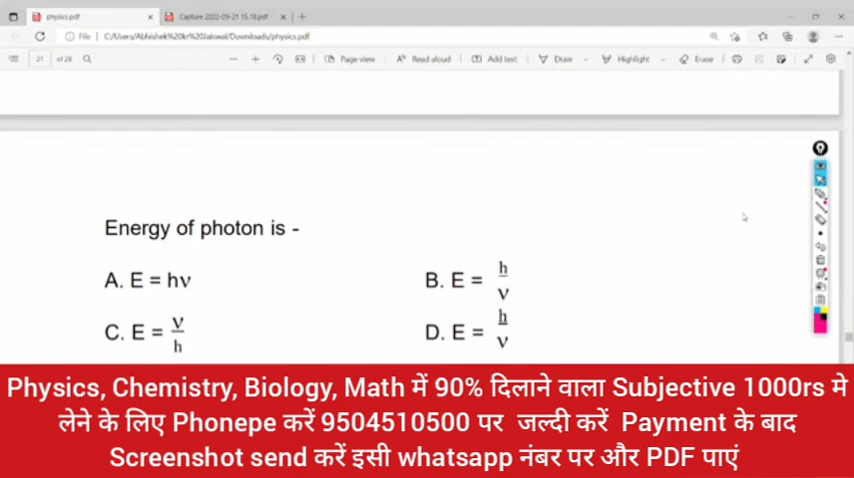 physics.pdf
Capture 2022-09-21 15.18.pdf
File C:/Users/Abhishek%20kr%20Jaiswal/Downloads/physics.pdf
21 of 28 Page view Read aloud Add text Draw Highlight Erase
Energy of photon is -
A. E = hν B. E = h/ν
C. E = ν/h D. E = h/ν
Physics, Chemistry, Biology, Math में 90% दिलाने वाला Subjective 1000rs मे
लेने के लिए Phonepe करें 9504510500 पर जल्दी करें Payment के बाद
Screenshot send करें इसी whatsapp नंबर पर और PDF पाएं